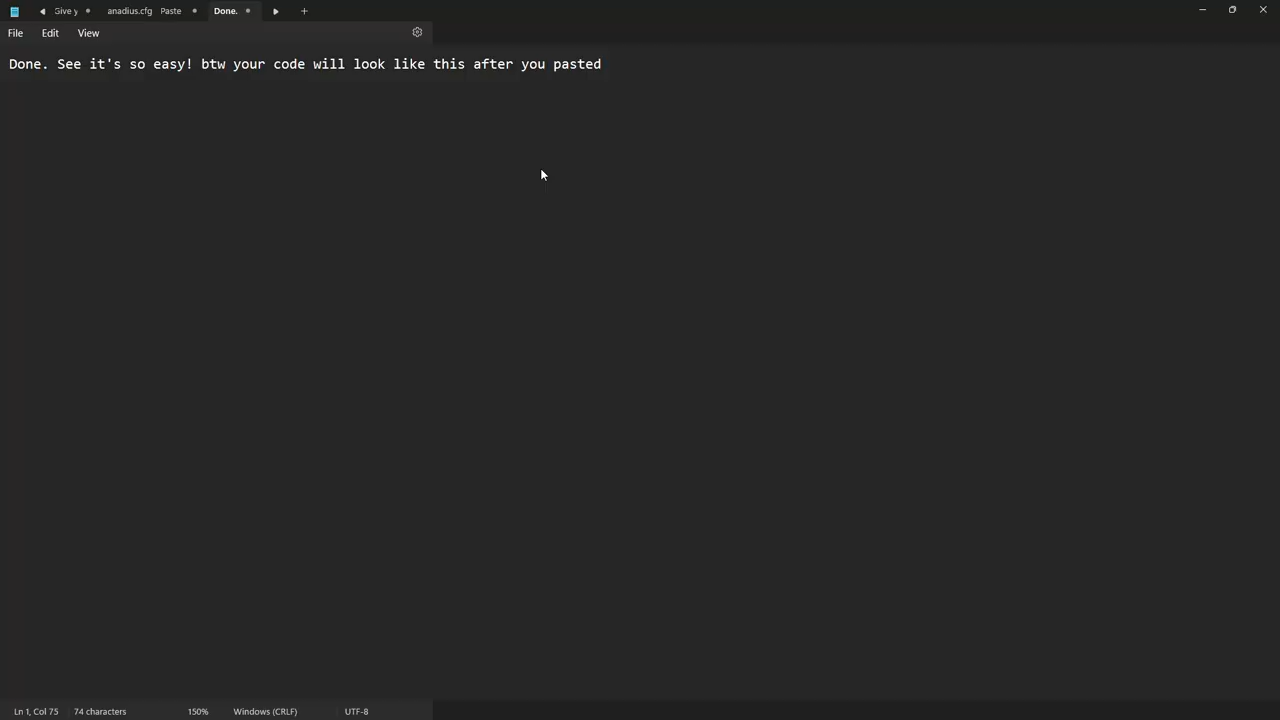 Give y
anadius.cfg Paste
Done.
File Edit View
Done. See it's so easy! btw your code will look like this after you pasted
Ln 1, Col 75 74 characters 150% Windows (CRLF) UTF-8